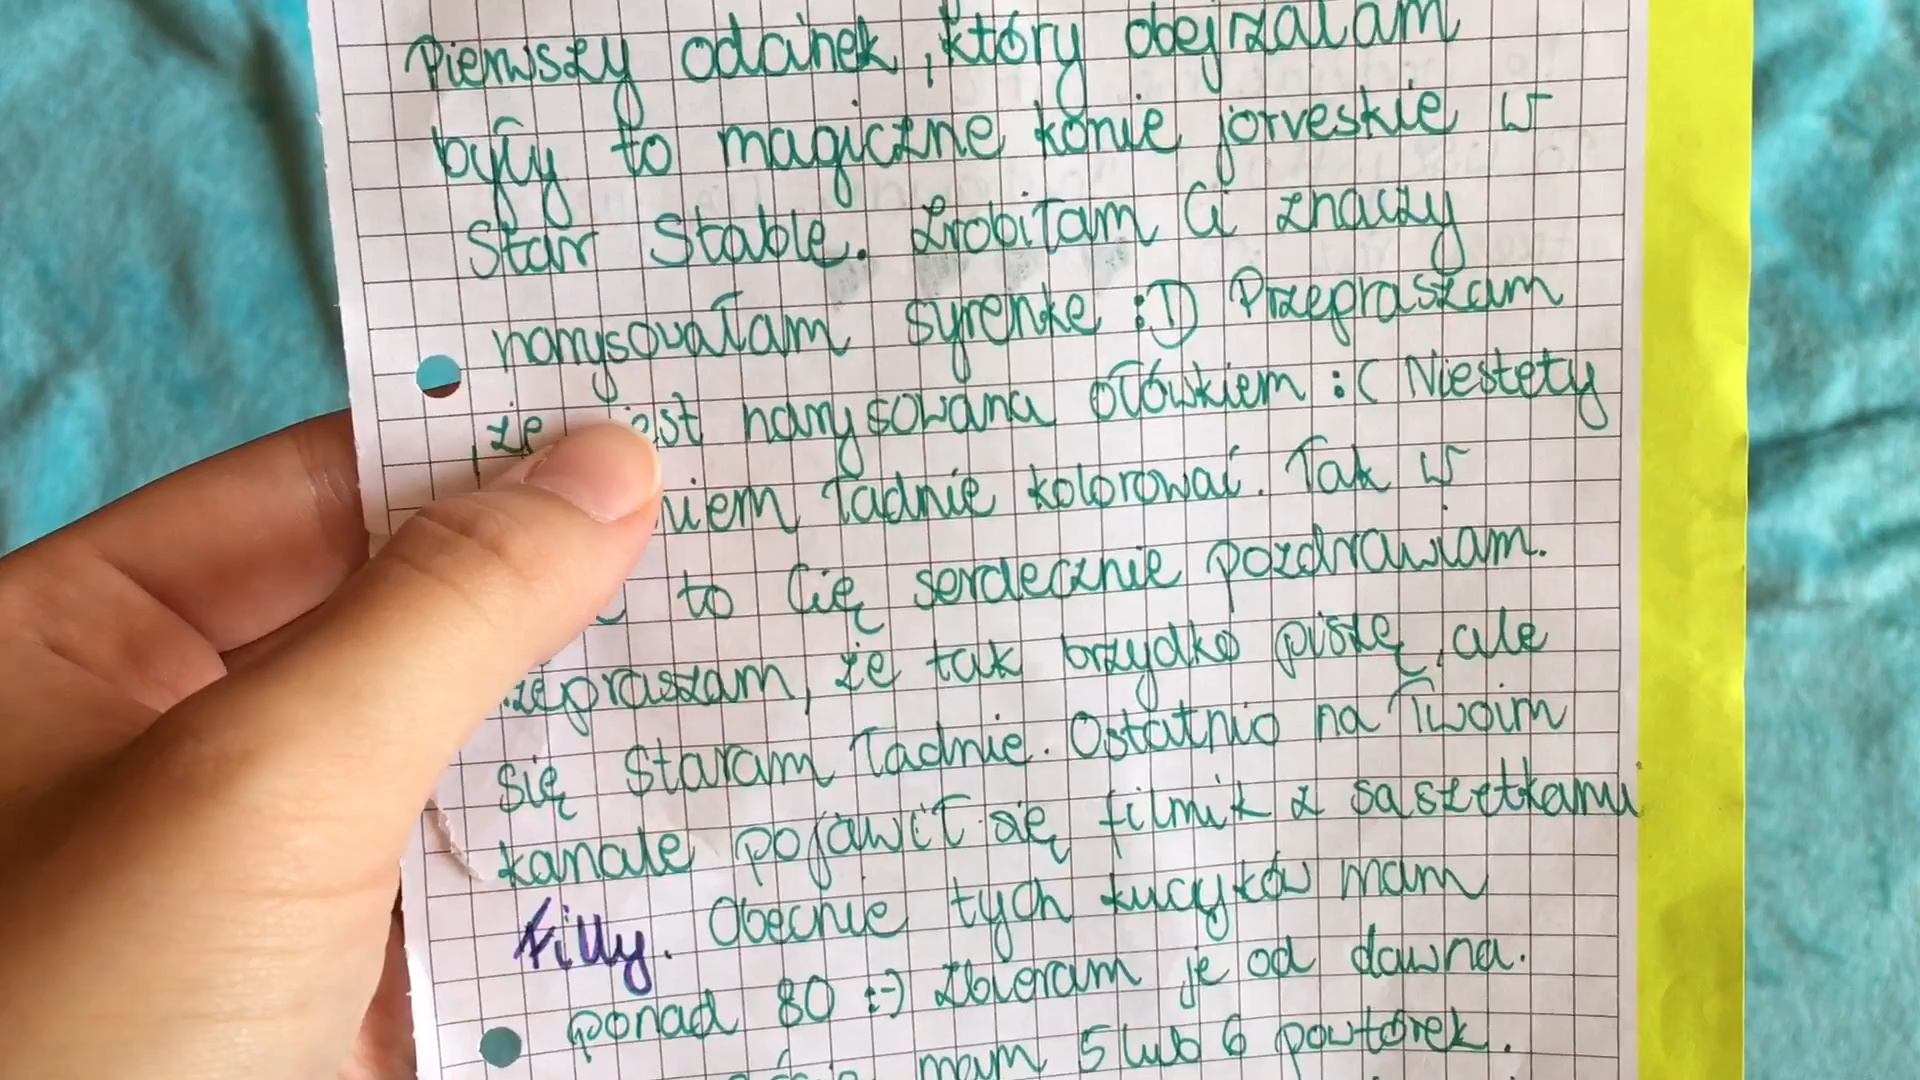 Pierwszy odcinek, który obejrzałam
były to magiczne konie jorveskie w
Star Stable. Zrobiłam Ci znaczy
narysowałam syrenke :D Przepraszam
że jest narysowana ołówkiem :( Niestety
niem ładnie kolorować. Tak w
to Cię serdecznie pozdrawiam.
zepraszam, że tak brzydko piszę, ale
się staram ładnie. Ostatnio na Twoim
kanale pojawił się filmik z saszetkami
Filly. Obecnie tych kucyków mam
ponad 80 :-) Zbieram je od dawna.
mam 5 lub 6 powtórek.